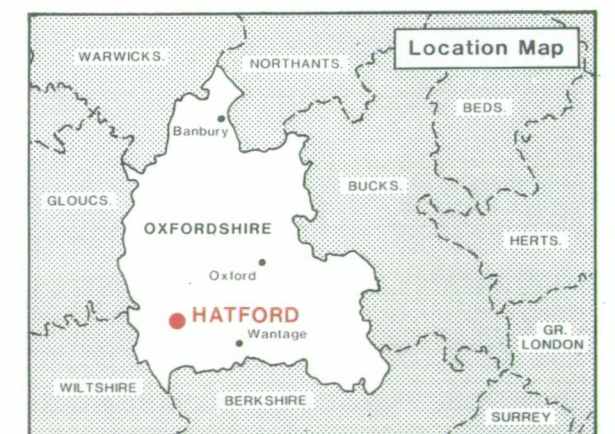 Location Map
WARWICKS.
NORTHANTS.
BEDS.
Banbury
BUCKS.
GLOUCS.
OXFORDSHIRE
HERTS.
Oxford
HATFORD
Wantage
GR.
LONDON
WILTSHIRE
BERKSHIRE
SURREY